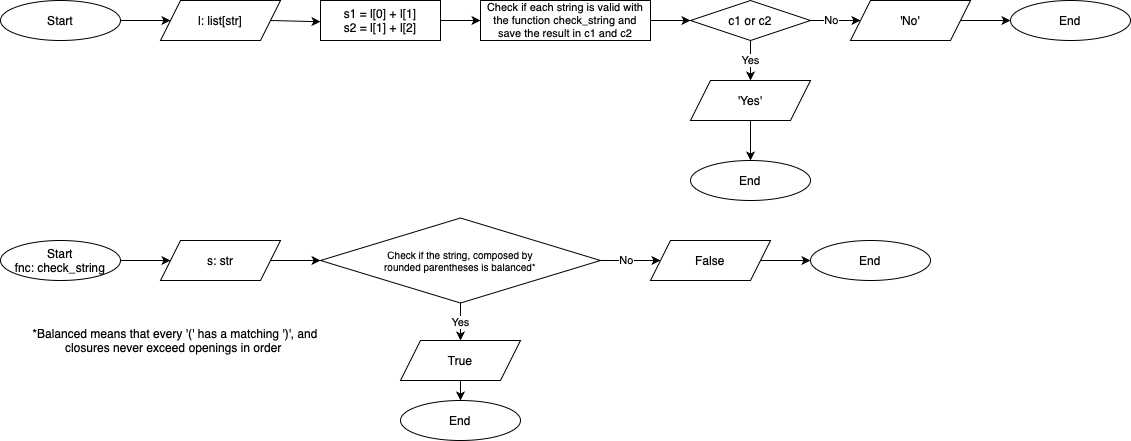 Start
l: list[str]
s1 = l[0] + l[1]
s2 = l[1] + l[2]
Check if each string is valid with
the function check_string and
save the result in c1 and c2
c1 or c2
No
'No'
End
Yes
'Yes'
End
Start
fnc: check_string
s: str
Check if the string, composed by
rounded parentheses is balanced*
No
False
End
Yes
*Balanced means that every '(' has a matching ')', and
closures never exceed openings in order
True
End